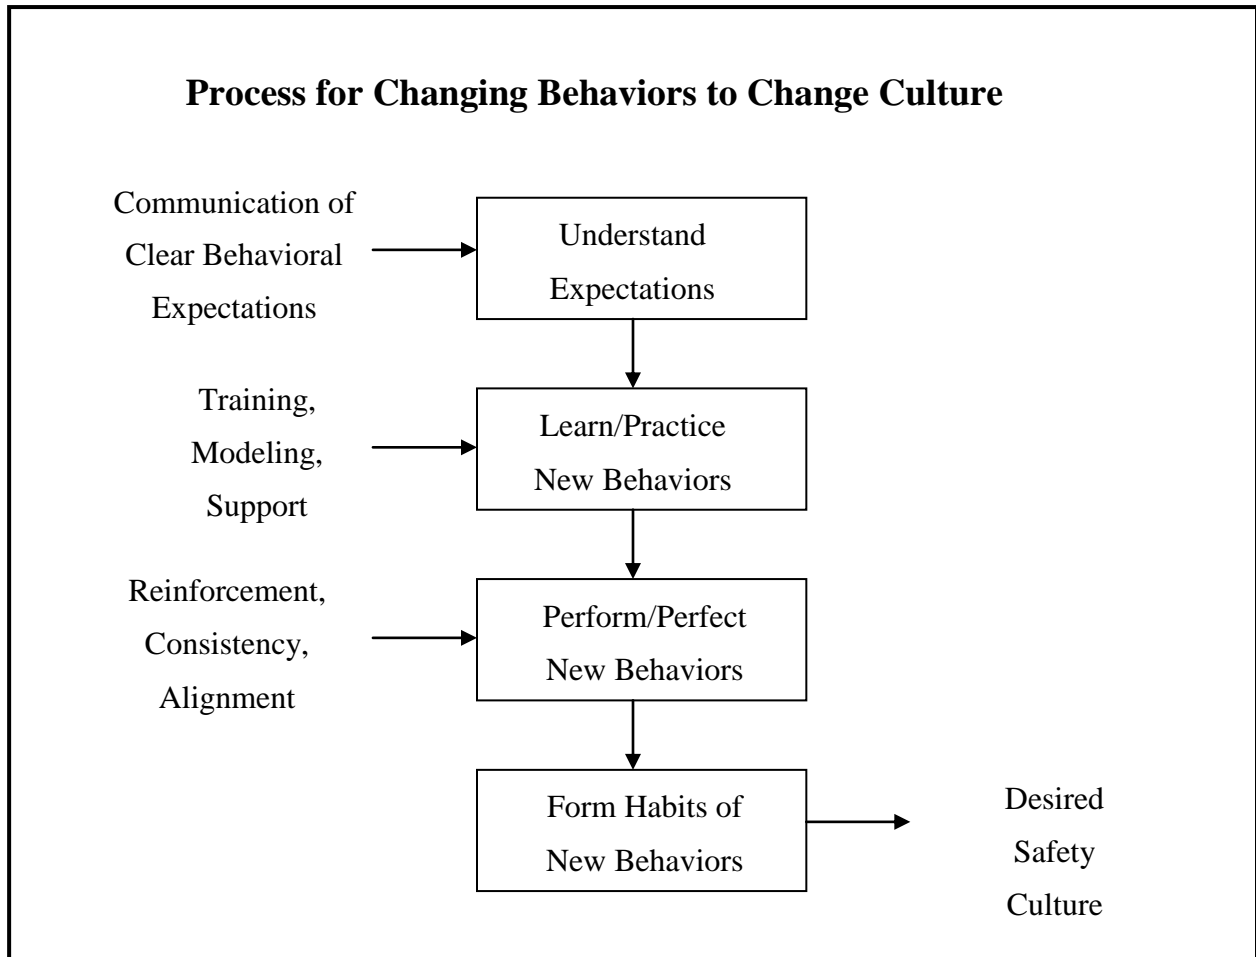 Process for Changing Behaviors to Change Culture
Communication of
Clear Behavioral
Expectations
Understand
Expectations
Training,
Modeling,
Support
Learn/Practice
New Behaviors
Reinforcement,
Consistency,
Alignment
Perform/Perfect
New Behaviors
Form Habits of
New Behaviors
Desired
Safety
Culture